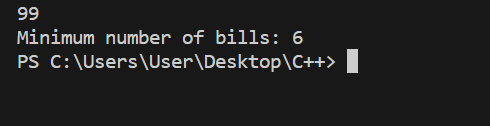 99
Minimum number of bills: 6
PS C:\Users\User\Desktop\C++>